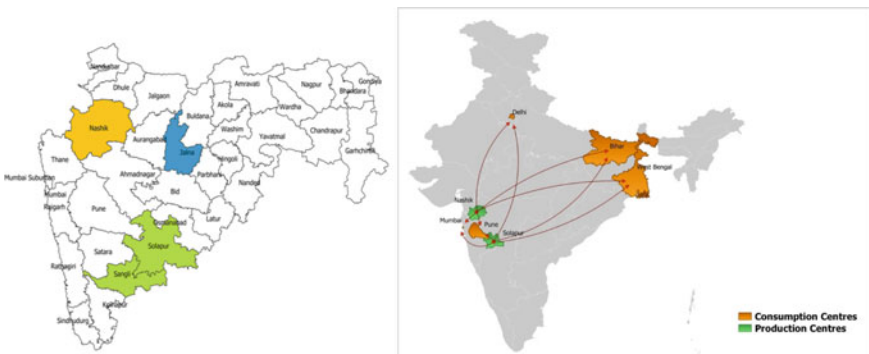 Nandurbar
Dhule
Jalgaon
Amravati
Nagpur
Gondiya
Bhandara
Akola
Buldana
Wardha
Nashik
Washim
Yavatmal
Chandrapur
Aurangabad
Jalna
Hingoli
Garhchiroli
Thane
Ahmadnagar
Parbhani
Mumbai Suburban
Nanded
Bid
Mumbai
Raigarh
Pune
Latur
Osmanabad
Satara
Solapur
Ratnagiri
Sangli
Kolhapur
Sindhudurg
Delhi
Bihar
West Bengal
Nashik
Mumbai
Pune
Solapur
Consumption Centres
Production Centres